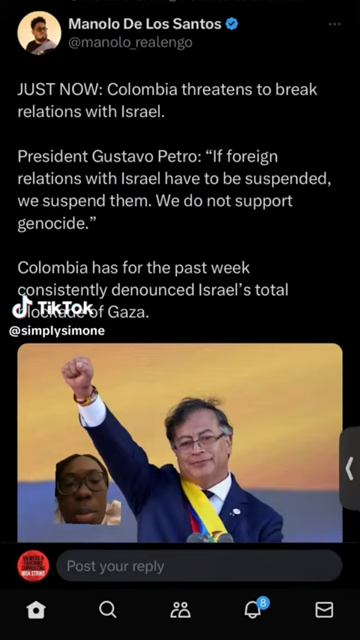 Manolo De Los Santos
@manolo_realengo
JUST NOW: Colombia threatens to break
relations with Israel.
President Gustavo Petro: “If foreign
relations with Israel have to be suspended,
we suspend them. We do not support
genocide.”
Colombia has for the past week
consistently denounced Israel’s total
blockade of Gaza.
TikTok
@simplysimone
Post your reply
8